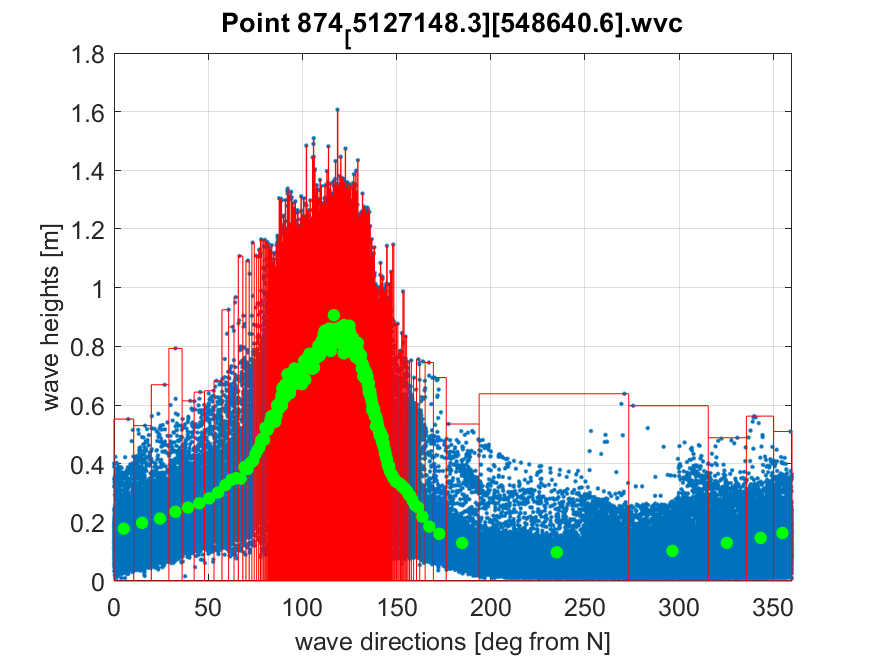 Point 874[5127148.3][548640.6].wvc
1.8
1.6
1.4
1.2
1
0.8
0.6
0.4
0.2
0
wave heights [m]
0 50 100 150 200 250 300 350
wave directions [deg from N]